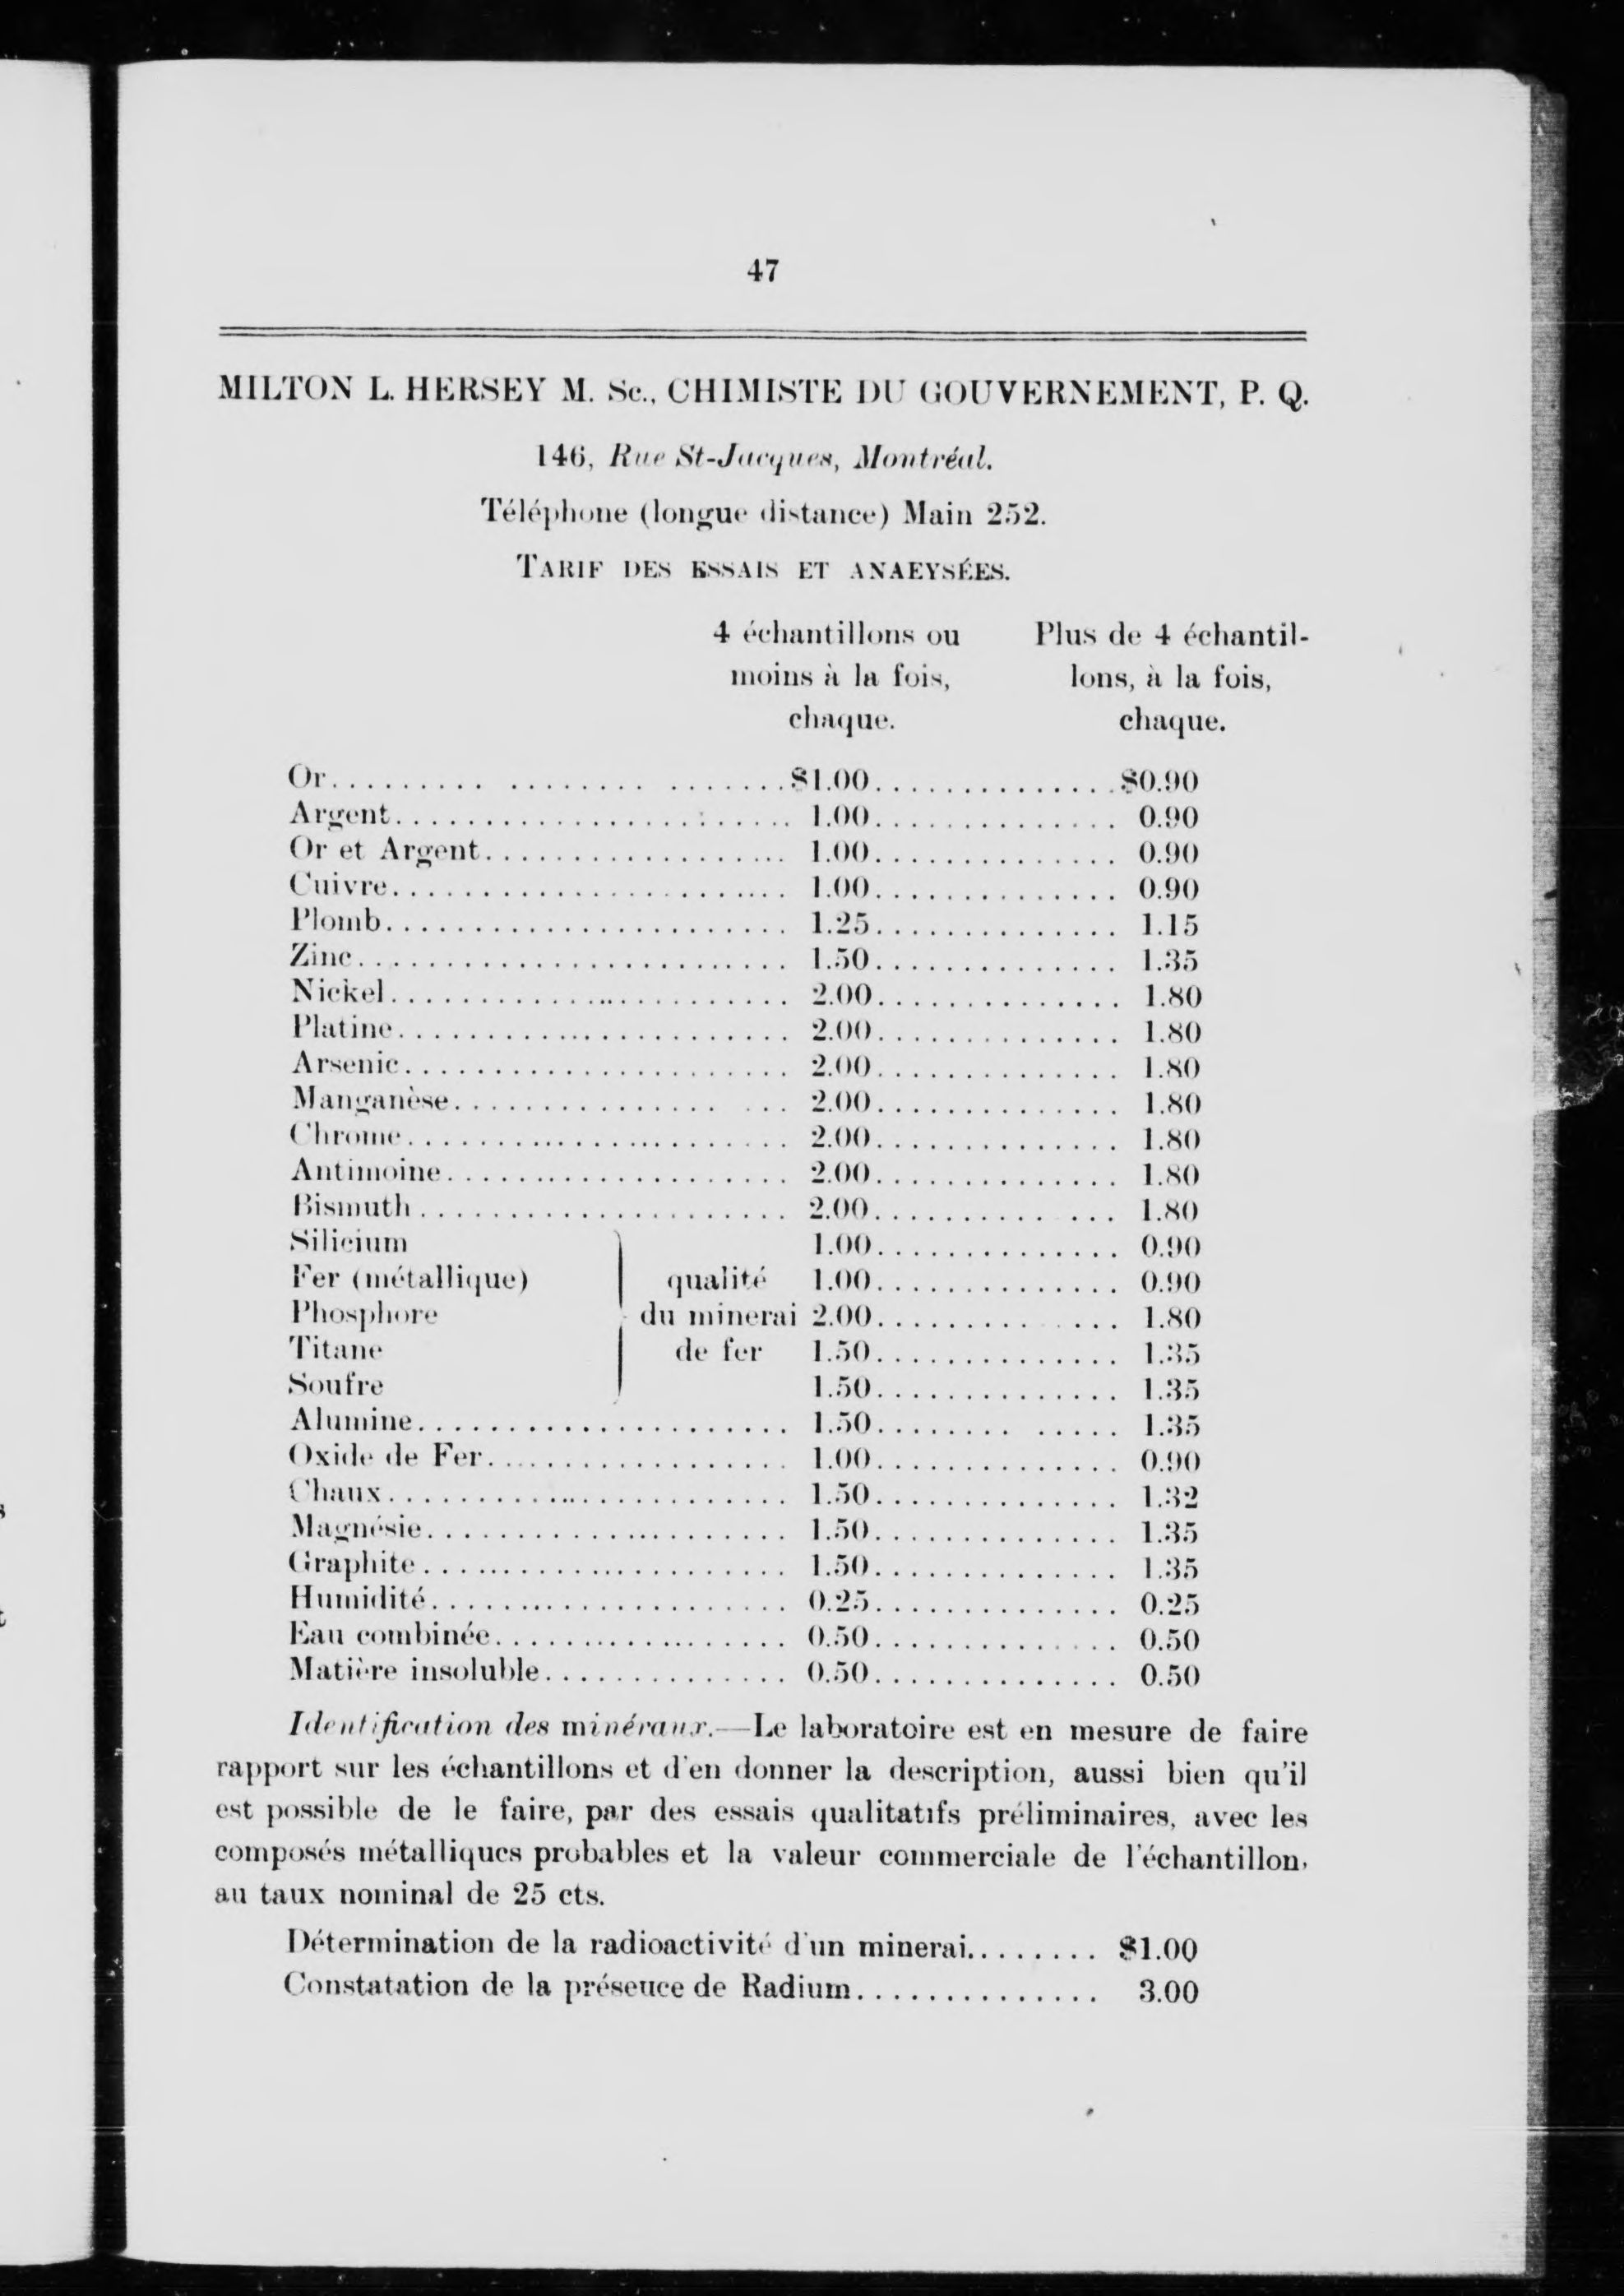 47
MILTON L. HERSEY M. Sc., CHIMISTE DU GOUVERNEMENT, P. Q.
146, Rue St-Jacques, Montréal.
Téléphone (longue distance) Main 252.
TARIF DES ESSAIS ET ANAEYSÉES.
4 échantillons ou Plus de 4 échantil-
moins à la fois, lons, à la fois,
chaque. chaque.
Or.......... $1.00.......... $0.90
Argent.......... 1.00.......... 0.90
Or et Argent.......... 1.00.......... 0.90
Cuivre.......... 1.00.......... 0.90
Plomb.......... 1.25.......... 1.15
Zinc.......... 1.50.......... 1.35
Nickel.......... 2.00.......... 1.80
Platine.......... 2.00.......... 1.80
Arsenic.......... 2.00.......... 1.80
Manganèse.......... 2.00.......... 1.80
Chrome.......... 2.00.......... 1.80
Antimoine.......... 2.00.......... 1.80
Bismuth.......... 2.00.......... 1.80
Silicium 1.00.......... 0.90
Fer (métallique) qualité 1.00.......... 0.90
Phosphore du minerai 2.00.......... 1.80
Titane de fer 1.50.......... 1.35
Soufre 1.50.......... 1.35
Alumine.......... 1.50.......... 1.35
Oxide de Fer.......... 1.00.......... 0.90
Chaux.......... 1.50.......... 1.32
Magnésie.......... 1.50.......... 1.35
Graphite.......... 1.50.......... 1.35
Humidité.......... 0.25.......... 0.25
Eau combinée.......... 0.50.......... 0.50
Matière insoluble.......... 0.50.......... 0.50
Identification des minéraux.—Le laboratoire est en mesure de faire
rapport sur les échantillons et d'en donner la description, aussi bien qu'il
est possible de le faire, par des essais qualitatifs préliminaires, avec les
composés métalliques probables et la valeur commerciale de l'échantillon,
au taux nominal de 25 cts.
Détermination de la radioactivité d'un minerai........ $1.00
Constatation de la préseuce de Radium............... 3.00